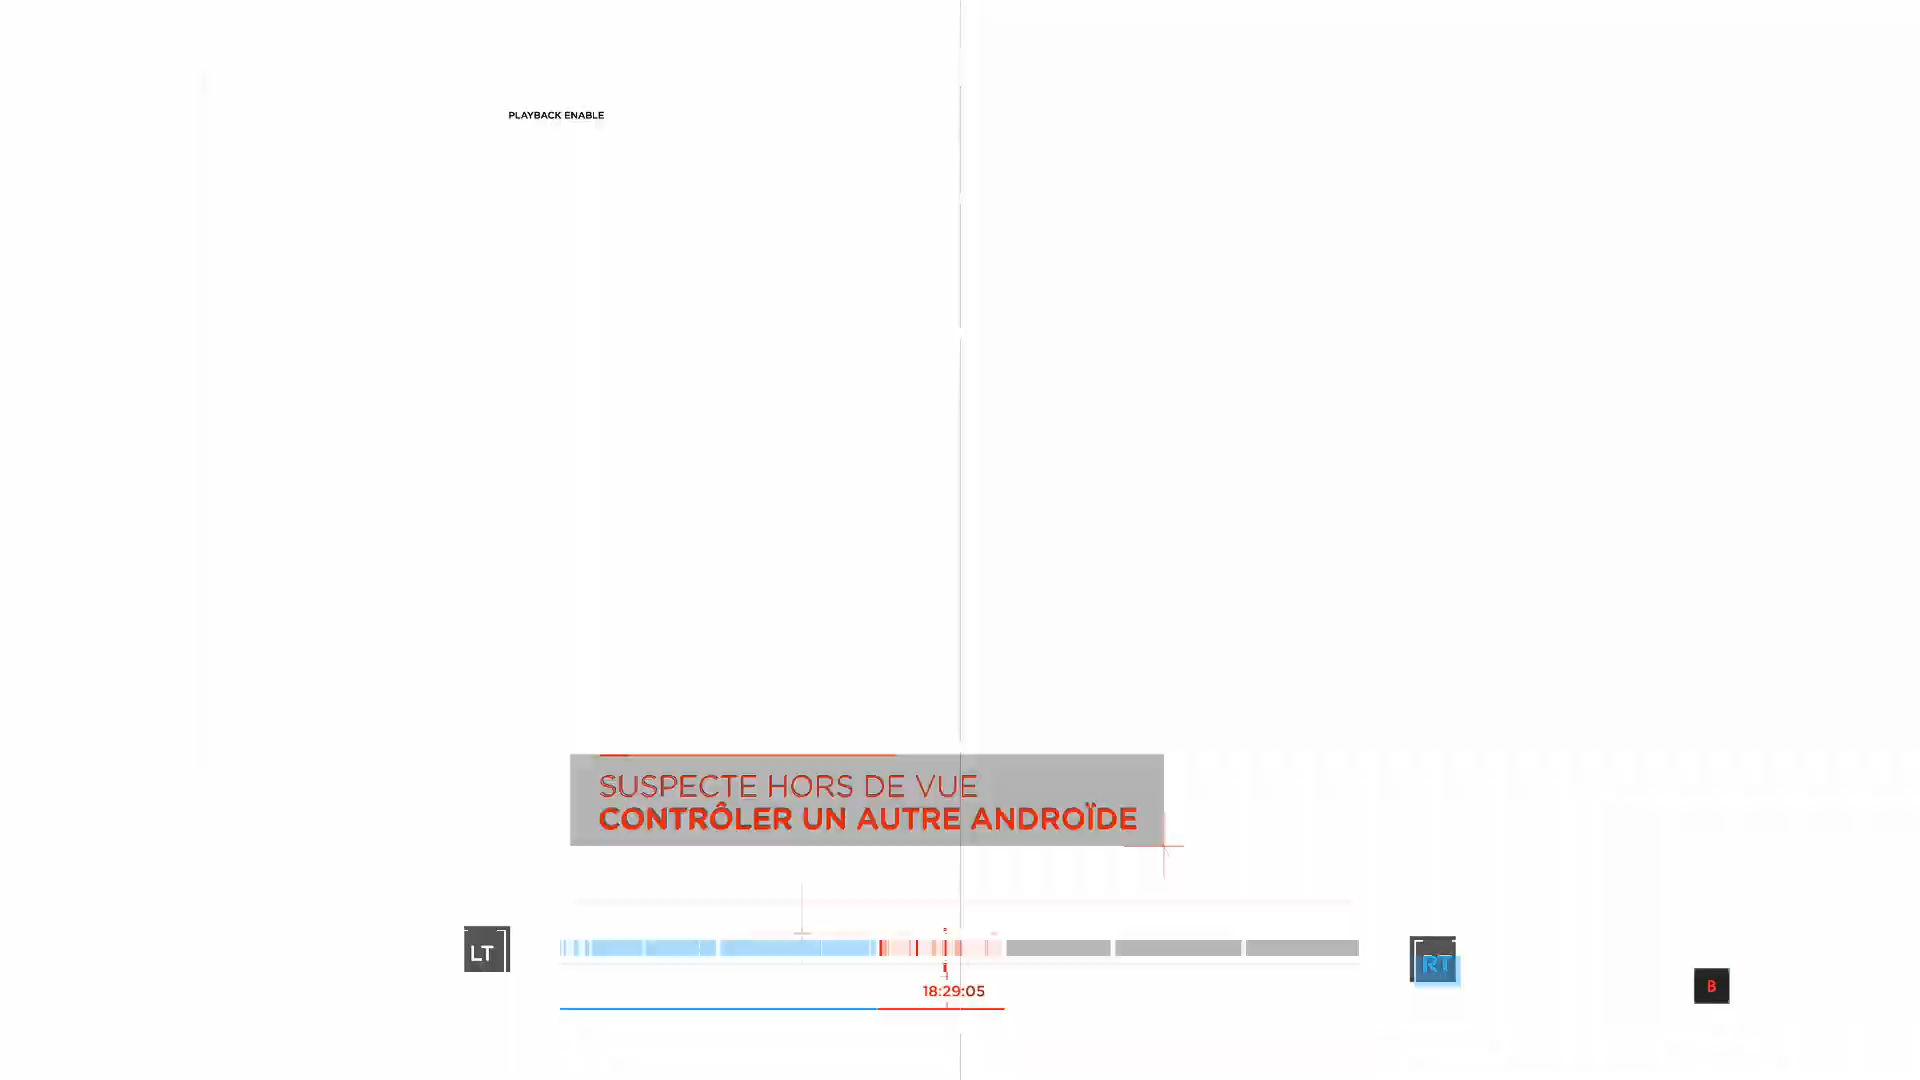 PLAYBACK ENABLE
SUSPECTE HORS DE VUE
CONTRÔLER UN AUTRE ANDROÏDE
LT
RT
18:29:05
B